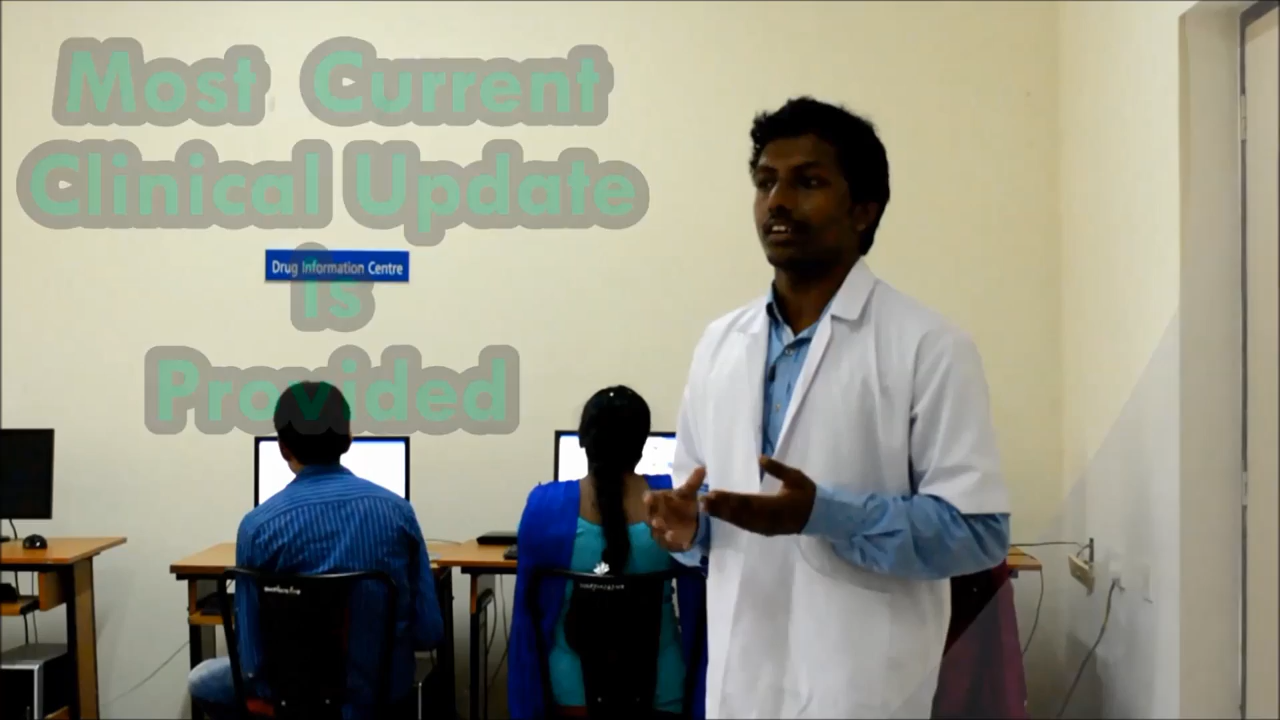 Most Current
Clinical Update
Drug Information Centre
is
Provided